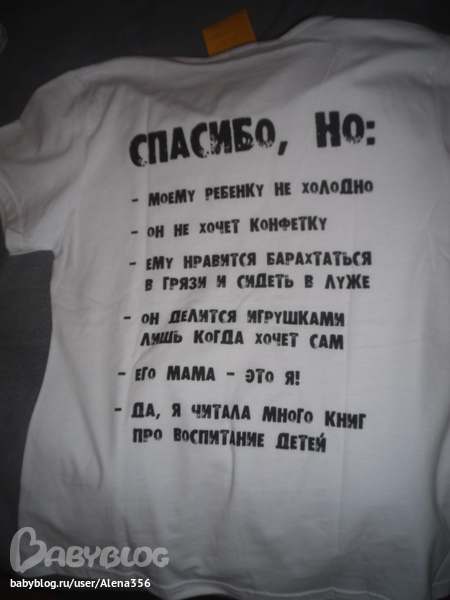 СПАСИБО, НО:
- МОЕМУ РЕБЕНКУ НЕ ХОЛОДНО
- ОН НЕ ХОЧЕТ КОНФЕТКУ
- ЕМУ НРАВИТСЯ БАРАХТАТЬСЯ
В ГРЯЗИ И СИДЕТЬ В ЛУЖЕ
- ОН ДЕЛИТСЯ ИГРУШКАМИ
ЛИШЬ КОГДА ХОЧЕТ САМ
- ЕГО МАМА - ЭТО Я!
- ДА, Я ЧИТАЛА МНОГО КНИГ
ПРО ВОСПИТАНИЕ ДЕТЕЙ
BABYBLOG
babyblog.ru/user/Alena356